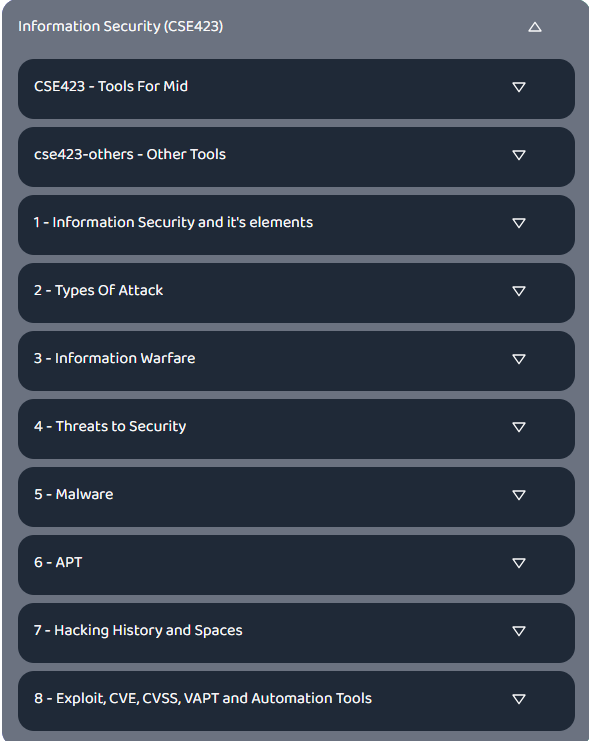 Information Security (CSE423)
CSE423 - Tools For Mid
cse423-others - Other Tools
1 - Information Security and it's elements
2 - Types Of Attack
3 - Information Warfare
4 - Threats to Security
5 - Malware
6 - APT
7 - Hacking History and Spaces
8 - Exploit, CVE, CVSS, VAPT and Automation Tools